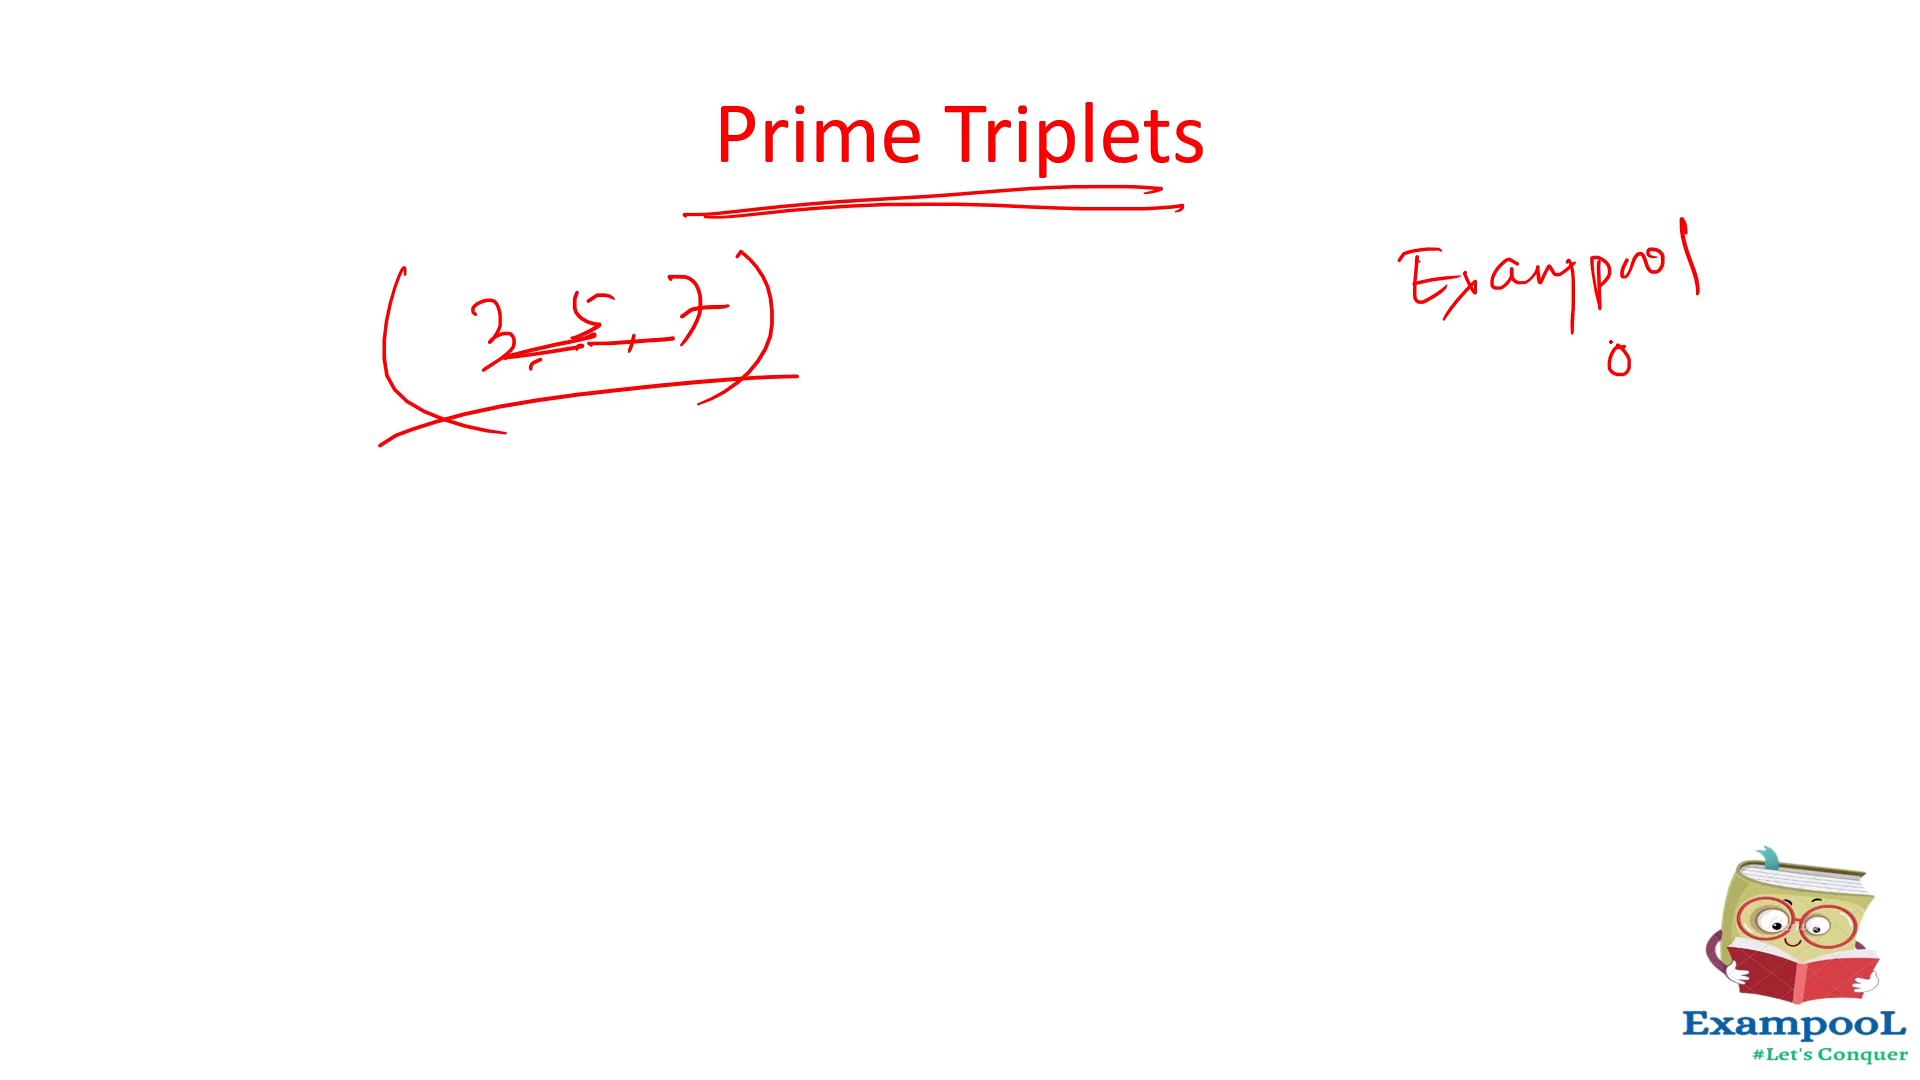 Prime Triplets
Exampool
(3, 5, 7)
ExampooL
#Let's Conquer